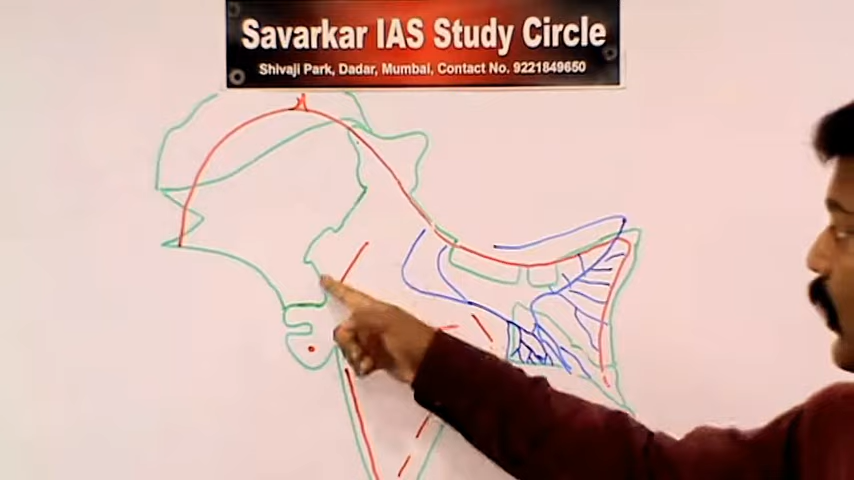 Savarkar IAS Study Circle
Shivaji Park, Dadar, Mumbai, Contact No. 9221849650